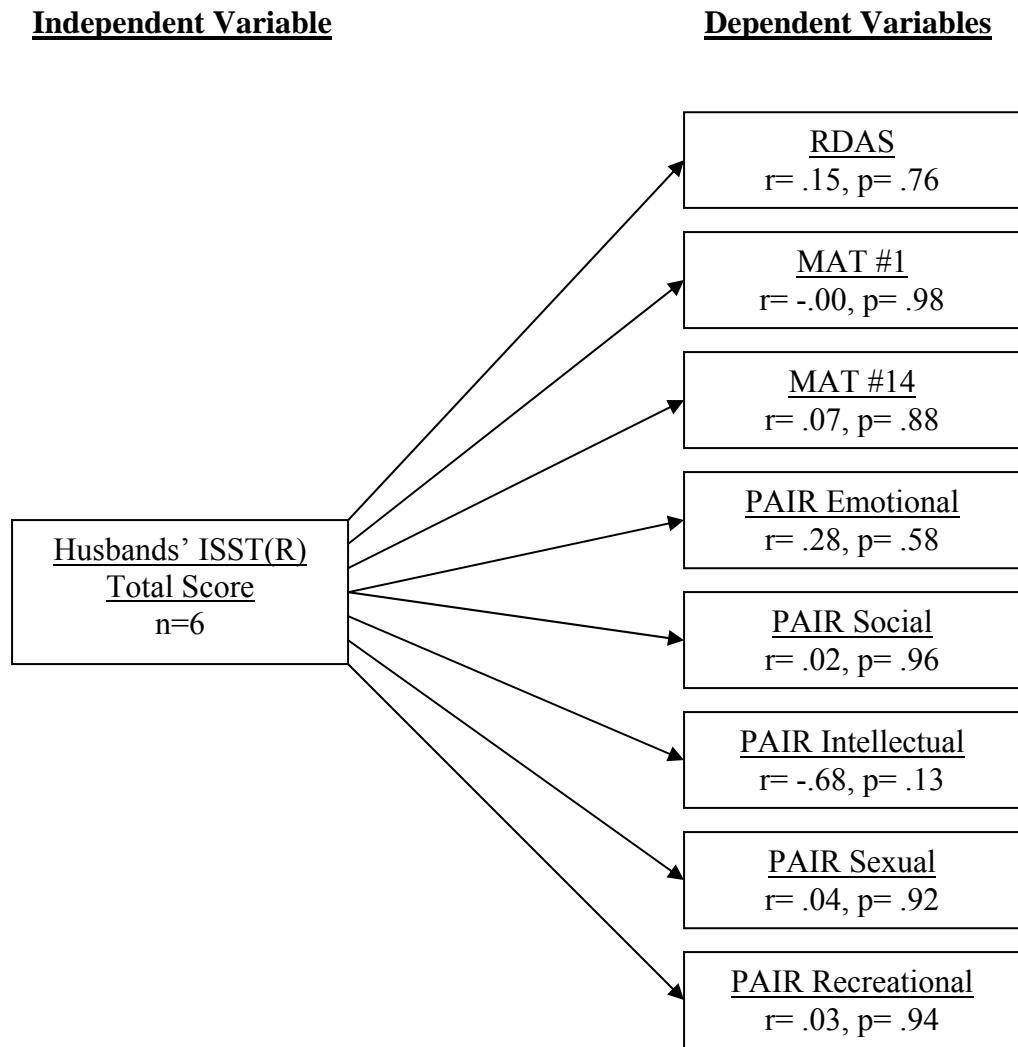 Independent Variable
Dependent Variables
RDAS
r= .15, p= .76
MAT #1
r= -.00, p= .98
MAT #14
r= .07, p= .88
PAIR Emotional
r= .28, p= .58
Husbands’ ISST(R)
Total Score
n=6
PAIR Social
r= .02, p= .96
PAIR Intellectual
r= -.68, p= .13
PAIR Sexual
r= .04, p= .92
PAIR Recreational
r= .03, p= .94